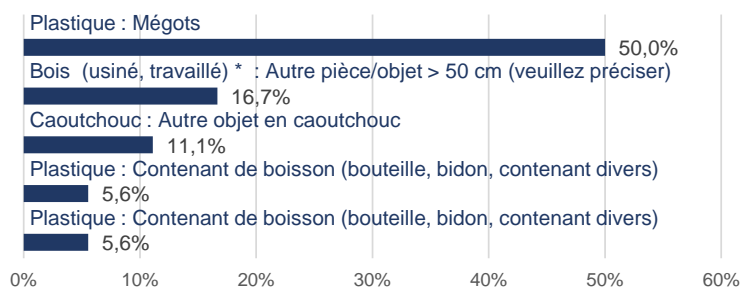 Plastique : Mégots
50,0%
Bois (usiné, travaillé) * : Autre pièce/objet > 50 cm (veuillez préciser)
16,7%
Caoutchouc : Autre objet en caoutchouc
11,1%
Plastique : Contenant de boisson (bouteille, bidon, contenant divers)
5,6%
Plastique : Contenant de boisson (bouteille, bidon, contenant divers)
5,6%
0% 10% 20% 30% 40% 50% 60%